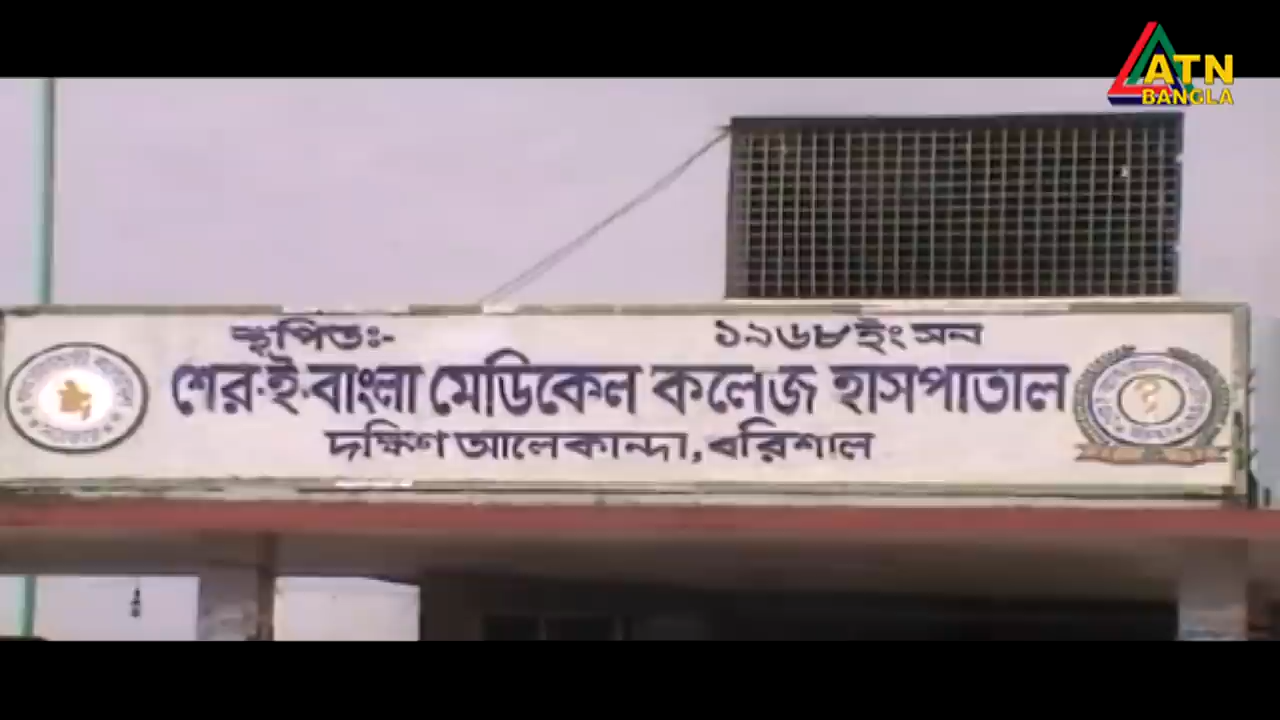 ATN
BANGLA
স্থাপিতঃ- ১৯৬৮ইং সন
শের-ই-বাংলা মেডিকেল কলেজ হাসপাতাল
দক্ষিণ আলেকান্দা, বরিশাল